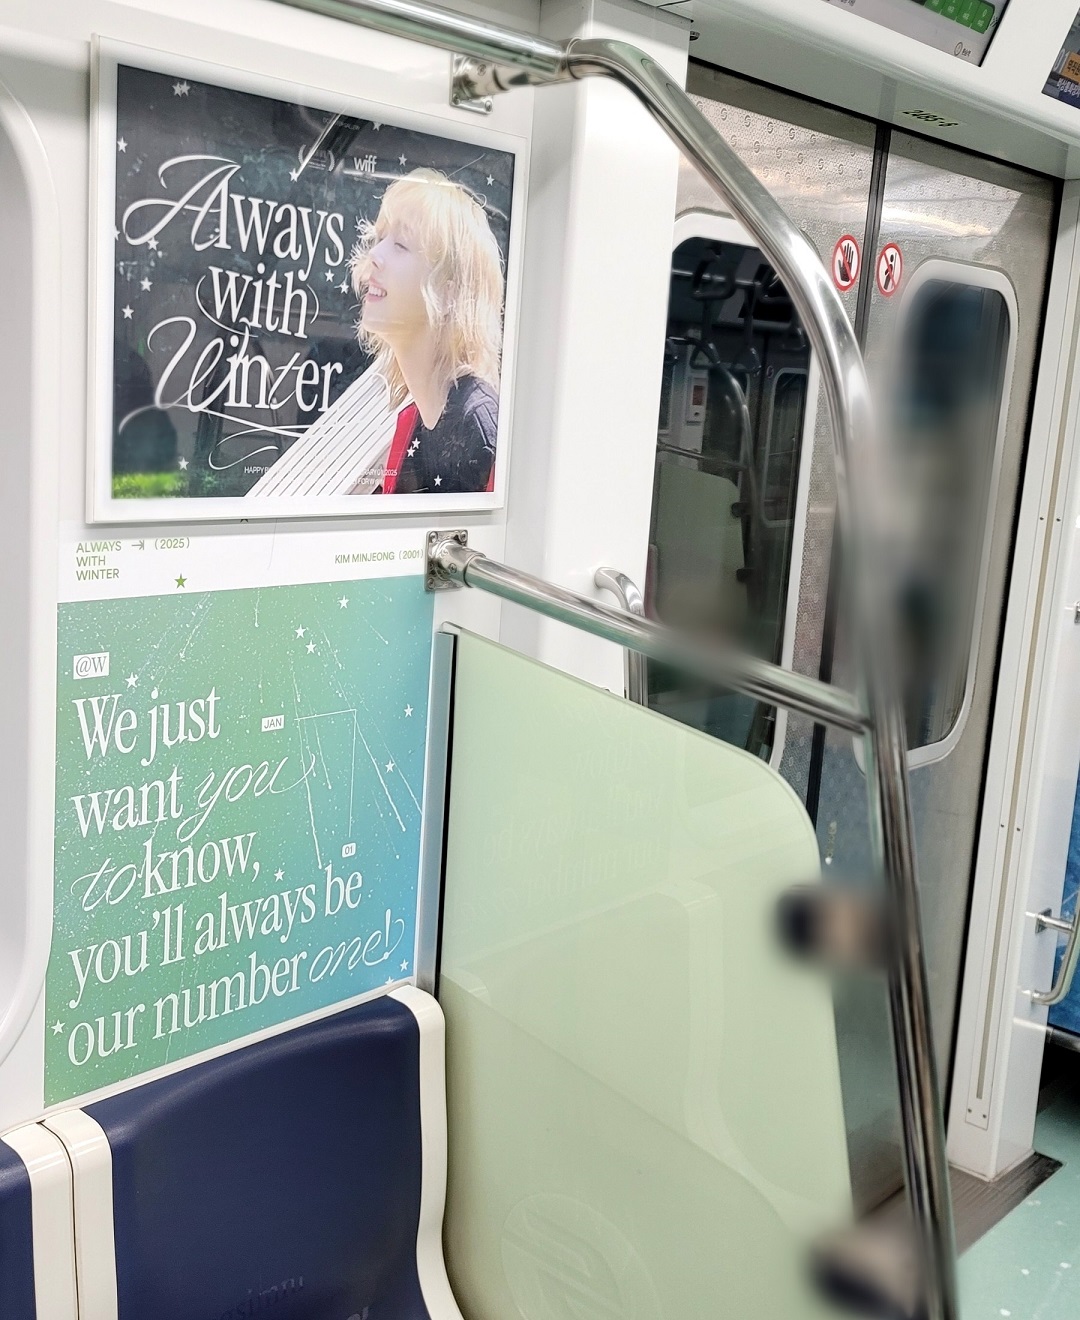 wiff
Always
with
Winter
ALWAYS → (2025)
WITH
WINTER
KIM MINJEONG (2001)
@W
We just
JAN
want you
to know,
01
you'll always be
our number one!